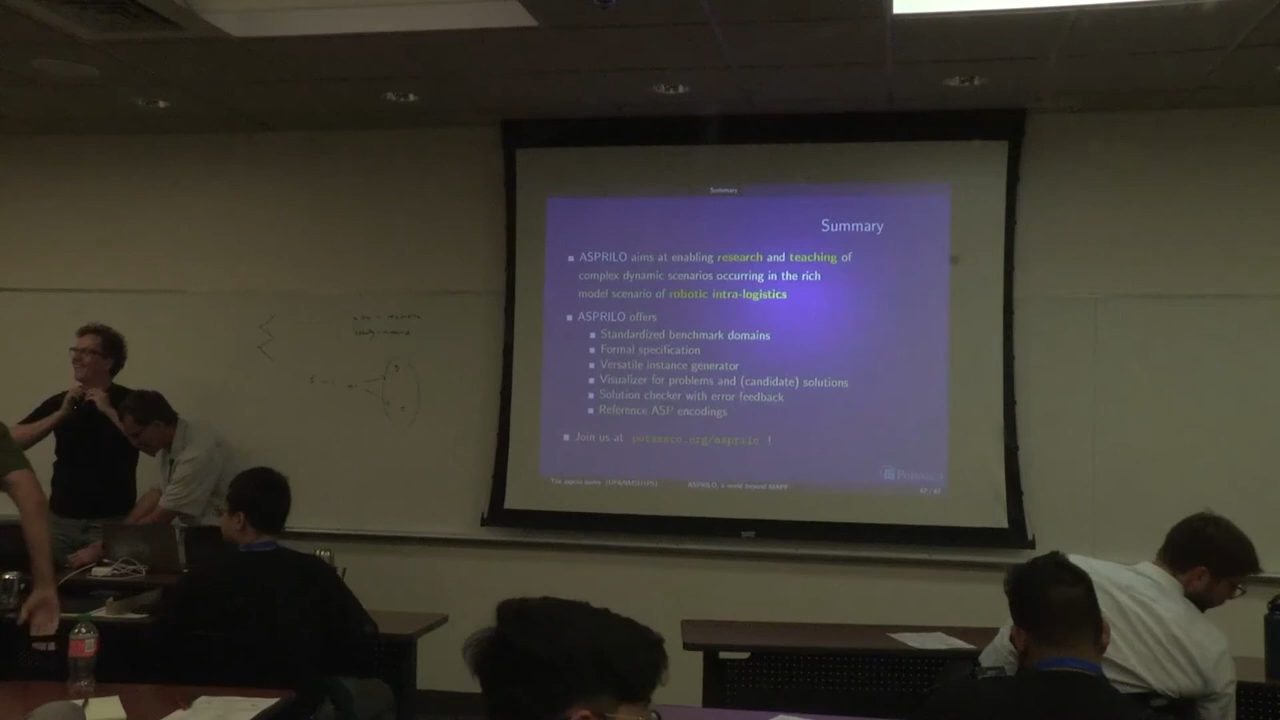 Summary
Summary
ASPRILO aims at enabling research and teaching of
complex dynamic scenarios occurring in the rich
model scenario of robotic intra-logistics
ASPRILO offers
Standardized benchmark domains
Formal specification
Versatile instance generator
Visualizer for problems and (candidate) solutions
Solution checker with error feedback
Reference ASP encodings
Join us at potassco.org/asprilo !
Potassco
ASPRILO, a world beyond MAPF